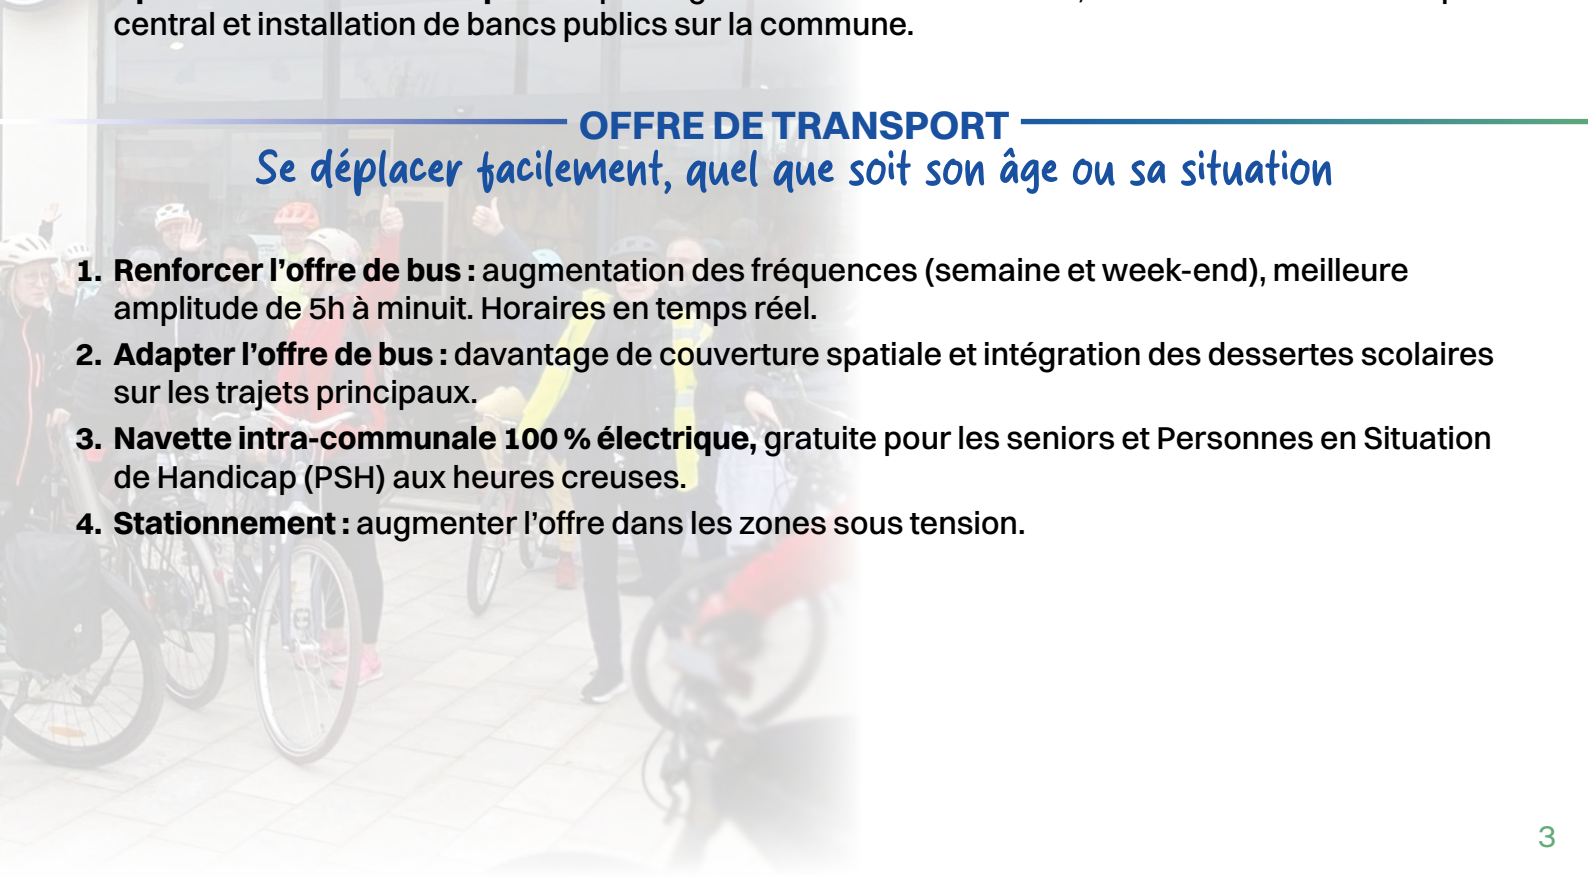 central et installation de bancs publics sur la commune.
OFFRE DE TRANSPORT
Se déplacer facilement, quel que soit son âge ou sa situation
1. Renforcer l’offre de bus : augmentation des fréquences (semaine et week-end), meilleure
amplitude de 5h à minuit. Horaires en temps réel.
2. Adapter l’offre de bus : davantage de couverture spatiale et intégration des dessertes scolaires
sur les trajets principaux.
3. Navette intra-communale 100 % électrique, gratuite pour les seniors et Personnes en Situation
de Handicap (PSH) aux heures creuses.
4. Stationnement : augmenter l’offre dans les zones sous tension.
3